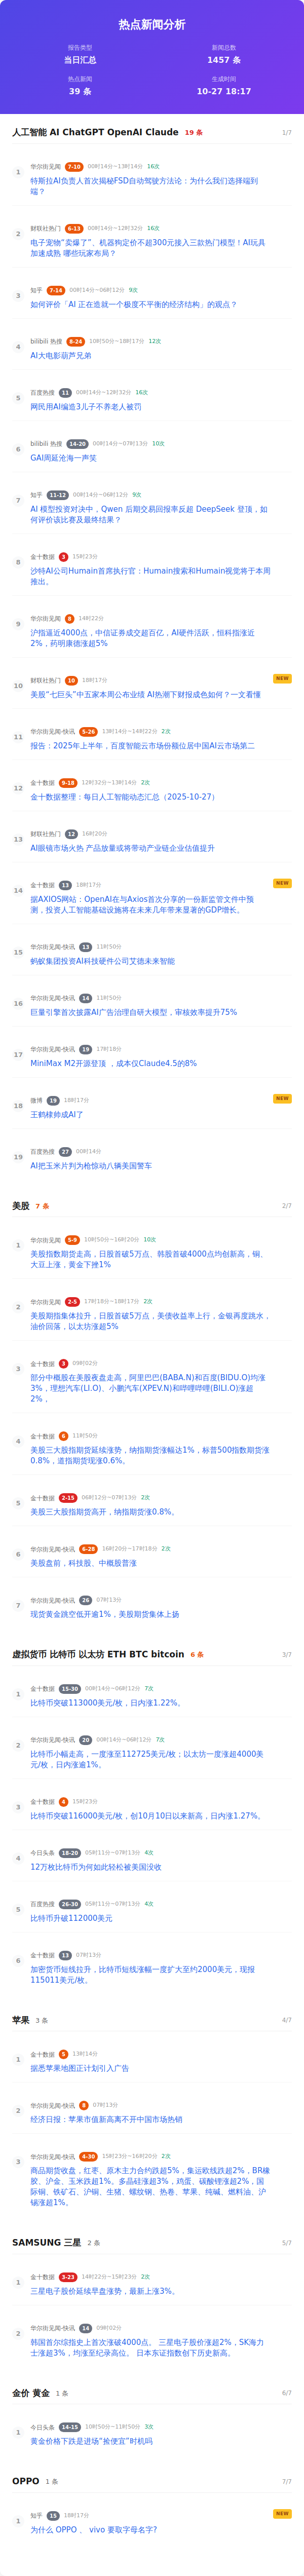 热点新闻分析
报告类型
当日汇总
新闻总数
1457 条
热点新闻
39 条
生成时间
10-27 18:17
人工智能 AI ChatGPT OpenAI Claude 19 条 1/7
1
华尔街见闻 7-10 00时14分~13时14分 16次
特斯拉AI负责人首次揭秘FSD自动驾驶方法论：为什么我们选择端到
端？
2
财联社热门 6-13 00时14分~12时32分 16次
电子宠物“卖爆了”、机器狗定价不超300元接入三款热门模型！AI玩具
加速成熟 哪些玩家布局？
3
知乎 7-14 00时14分~06时12分 9次
如何评价「AI 正在造就一个极度不平衡的经济结构」的观点？
4
bilibili 热搜 8-24 10时50分~18时17分 12次
AI大电影葫芦兄弟
5
百度热搜 11 00时14分~12时32分 16次
网民用AI编造3儿子不养老人被罚
6
bilibili 热搜 14-20 00时14分~07时13分 10次
GAI周延沧海一声笑
7
知乎 11-12 00时14分~06时12分 9次
AI 模型投资对决中，Qwen 后期交易回报率反超 DeepSeek 登顶，如
何评价该比赛及最终结果？
8
金十数据 3 15时23分
沙特AI公司Humain首席执行官：Humain搜索和Humain视觉将于本周
推出。
9
华尔街见闻 8 14时22分
沪指逼近4000点，中信证券成交超百亿，AI硬件活跃，恒科指涨近
2%，药明康德涨超5%
10
财联社热门 10 18时17分 NEW
美股“七巨头”中五家本周公布业绩 AI热潮下财报成色如何？一文看懂
11
华尔街见闻-快讯 5-26 13时14分~14时22分 2次
报告：2025年上半年，百度智能云市场份额位居中国AI云市场第二
12
金十数据 9-18 12时32分~13时14分 2次
金十数据整理：每日人工智能动态汇总（2025-10-27）
13
财联社热门 12 16时20分
AI眼镜市场火热 产品放量或将带动产业链企业估值提升
14
金十数据 13 18时17分 NEW
据AXIOS网站：OpenAI在与Axios首次分享的一份新监管文件中预
测，投资人工智能基础设施将在未来几年带来显著的GDP增长。
15
华尔街见闻-快讯 13 11时50分
蚂蚁集团投资AI科技硬件公司艾德未来智能
16
华尔街见闻-快讯 14 11时50分
巨量引擎首次披露AI广告治理自研大模型，审核效率提升75%
17
华尔街见闻-快讯 19 17时18分
MiniMax M2开源登顶 ，成本仅Claude4.5的8%
18
微博 19 18时17分 NEW
王鹤棣帅成AI了
19
百度热搜 27 00时14分
AI把玉米片判为枪惊动八辆美国警车
美股 7 条 2/7
1
华尔街见闻 5-9 10时50分~16时20分 10次
美股指数期货走高，日股首破5万点、韩股首破4000点均创新高，铜、
大豆上涨，黄金下挫1%
2
华尔街见闻 2-5 17时18分~18时17分 2次
美股期指集体拉升，日股首破5万点，美债收益率上行，金银再度跳水，
油价回落，以太坊涨超5%
3
金十数据 3 09时02分
部分中概股在美股夜盘走高，阿里巴巴(BABA.N)和百度(BIDU.O)均涨
3%，理想汽车(LI.O)、小鹏汽车(XPEV.N)和哔哩哔哩(BILI.O)涨超
2%，
4
金十数据 6 11时50分
美股三大股指期货延续涨势，纳指期货涨幅达1%，标普500指数期货涨
0.8%，道指期货现涨0.6%。
5
金十数据 2-15 06时12分~07时13分 2次
美股三大股指期货高开，纳指期货涨0.8%。
6
华尔街见闻-快讯 6-28 16时20分~17时18分 2次
美股盘前，科技股、中概股普涨
7
华尔街见闻-快讯 26 07时13分
现货黄金跳空低开逾1%，美股期货集体上扬
虚拟货币 比特币 以太坊 ETH BTC bitcoin 6 条 3/7
1
金十数据 15-30 00时14分~06时12分 7次
比特币突破113000美元/枚，日内涨1.22%。
2
华尔街见闻-快讯 20 00时14分~06时12分 7次
比特币小幅走高，一度涨至112725美元/枚；以太坊一度涨超4000美
元/枚，日内涨逾1%。
3
金十数据 4 15时23分
比特币突破116000美元/枚，创10月10日以来新高，日内涨1.27%。
4
今日头条 18-20 05时11分~07时13分 4次
12万枚比特币为何如此轻松被美国没收
5
百度热搜 26-30 05时11分~07时13分 4次
比特币升破112000美元
6
金十数据 13 07时13分
加密货币短线拉升，比特币短线涨幅一度扩大至约2000美元，现报
115011美元/枚。
苹果 3 条 4/7
1
金十数据 5 13时14分
据悉苹果地图正计划引入广告
2
华尔街见闻-快讯 8 07时13分
经济日报：苹果市值新高离不开中国市场热销
3
华尔街见闻-快讯 4-30 15时23分~16时20分 2次
商品期货收盘，红枣、原木主力合约跌超5%，集运欧线跌超2%，BR橡
胶、沪金、玉米跌超1%。多晶硅涨超3%，鸡蛋、碳酸锂涨超2%，国
际铜、铁矿石、沪铜、生猪、螺纹钢、热卷、苹果、纯碱、燃料油、沪
锡涨超1%。
SAMSUNG 三星 2 条 5/7
1
金十数据 3-23 14时22分~15时23分 2次
三星电子股价延续早盘涨势，最新上涨3%。
2
华尔街见闻-快讯 14 09时02分
韩国首尔综指史上首次涨破4000点。 三星电子股价涨超2%，SK海力
士涨超3%，均涨至纪录高位。 日本东证指数创下历史新高。
金价 黄金 1 条 6/7
1
今日头条 14-15 10时50分~11时50分 3次
黄金价格下跌是进场“捡便宜”时机吗
OPPO 1 条 7/7
1
知乎 15 18时17分 NEW
为什么 OPPO 、 vivo 要取字母名字?